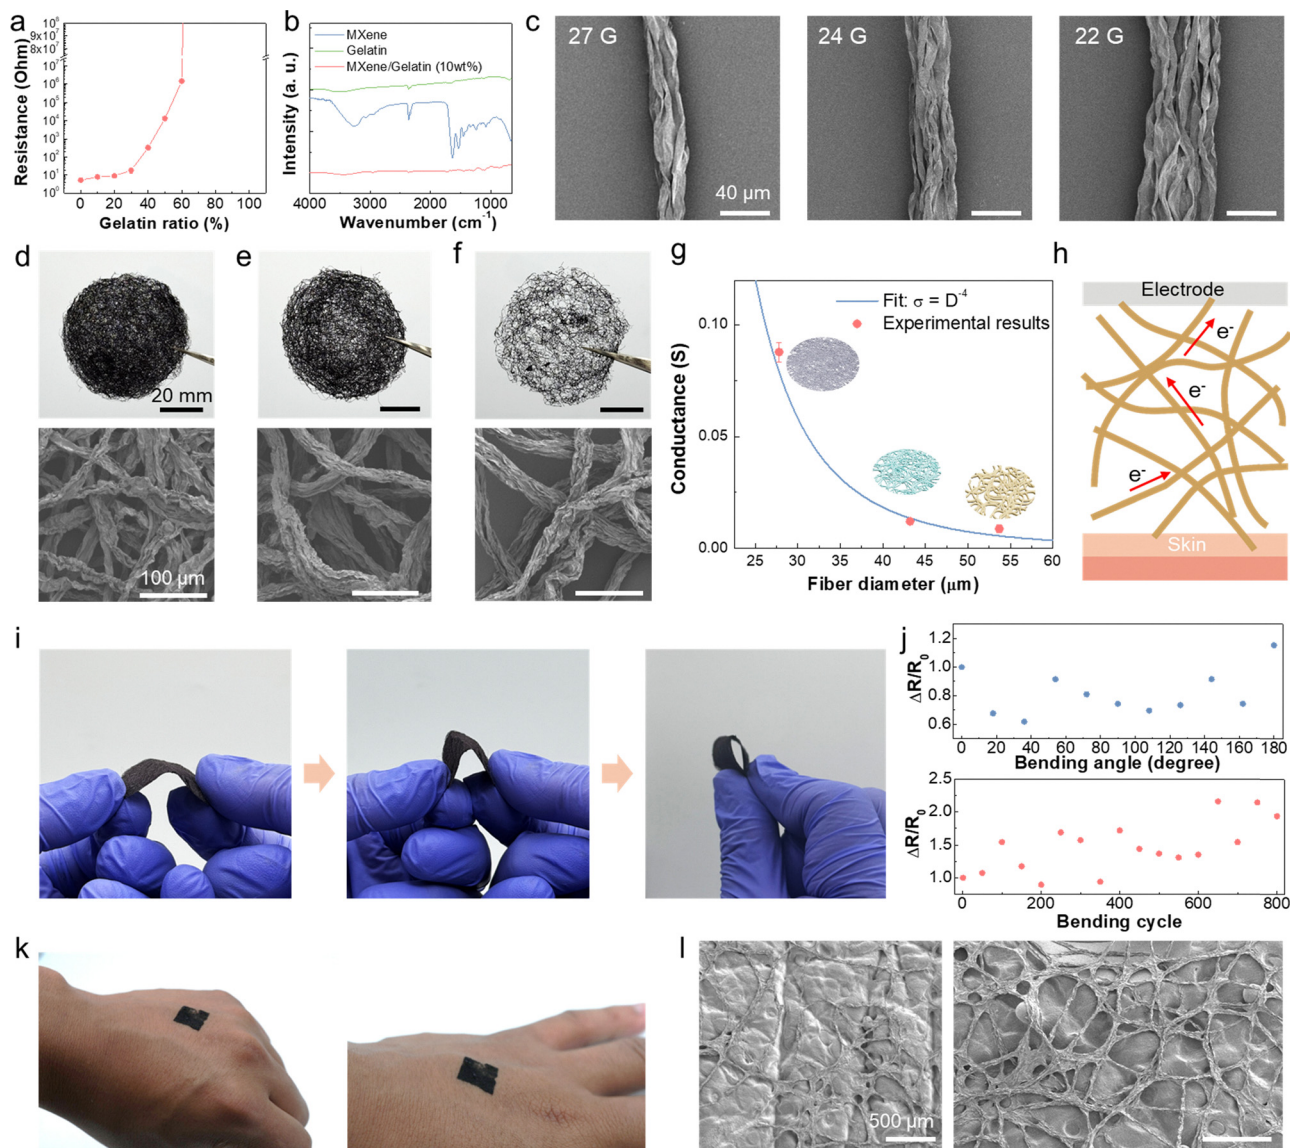 a
Resistance (Ohm)
10⁸
9x10⁷
8x10⁷
10⁶
10⁵
10⁴
10³
10²
10¹
10⁰
0 20 40 60 80 100
Gelatin ratio (%)
b
Intensity (a. u.)
MXene
Gelatin
MXene/Gelatin (10wt%)
4000 3000 2000 1000
Wavenumber (cm⁻¹)
c
27 G
40 μm
24 G
22 G
d
20 mm
100 μm
e
f
g
Conductance (S)
0.10
0.05
0.00
Fit: σ = D⁻⁴
Experimental results
25 30 35 40 45 50 55 60
Fiber diameter (μm)
h
Electrode
e⁻
e⁻
e⁻
Skin
i
j
ΔR/R₀
1.2
1.0
0.8
0.6
0 20 40 60 80 100 120 140 160 180
Bending angle (degree)
ΔR/R₀
2.5
2.0
1.5
1.0
0 200 400 600 800
Bending cycle
k
l
500 μm